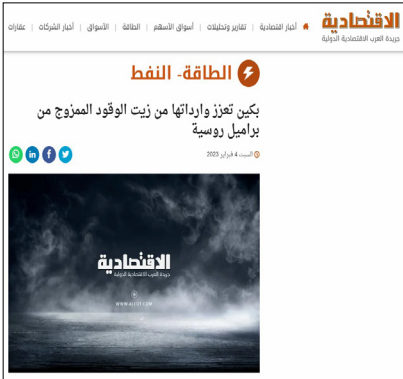 الاقتصادية
جريدة العرب الاقتصادية الدولية
أخبار اقتصادية | تقارير وتحليلات | أسواق الأسهم | الطاقة | الأسواق | أخبار الشركات | عقارات
الطاقة- النفط
بكين تعزز وارداتها من زيت الوقود الممزوج من
براميل روسية
السبت 4 فبراير 2023
الاقتصادية
جريدة العرب الاقتصادية الدولية
WWW.ALEQT.COM